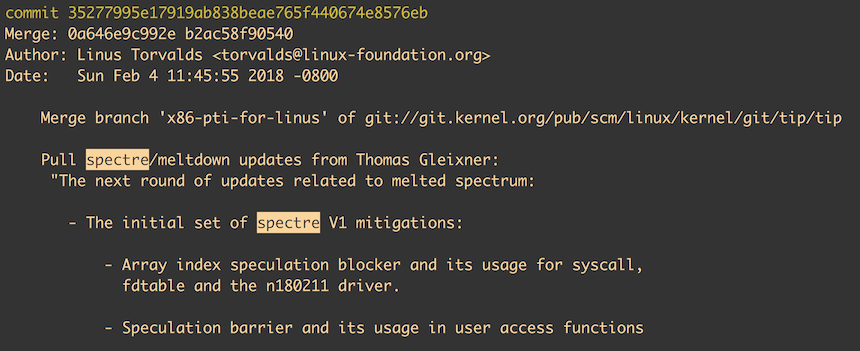 commit 35277995e17919ab838beae765f440674e8576eb
Merge: 0a646e9c992e b2ac58f90540
Author: Linus Torvalds <torvalds@linux-foundation.org>
Date:   Sun Feb 4 11:45:55 2018 -0800
Merge branch 'x86-pti-for-linus' of git://git.kernel.org/pub/scm/linux/kernel/git/tip/tip
Pull spectre/meltdown updates from Thomas Gleixner:
"The next round of updates related to melted spectrum:
- The initial set of spectre V1 mitigations:
- Array index speculation blocker and its usage for syscall,
fdtable and the n180211 driver.
- Speculation barrier and its usage in user access functions